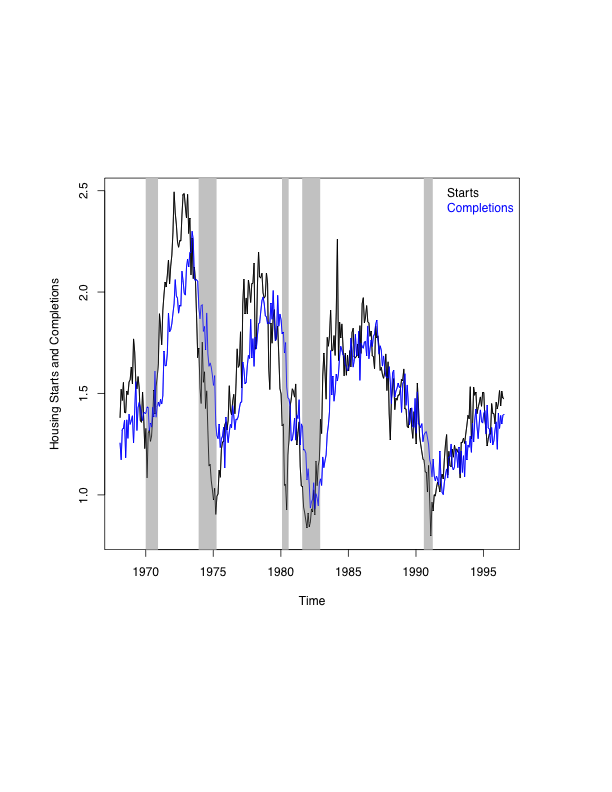 Starts
Completions
2.5
2.0
1.5
1.0
Housing Starts and Completions
1970 1975 1980 1985 1990 1995
Time